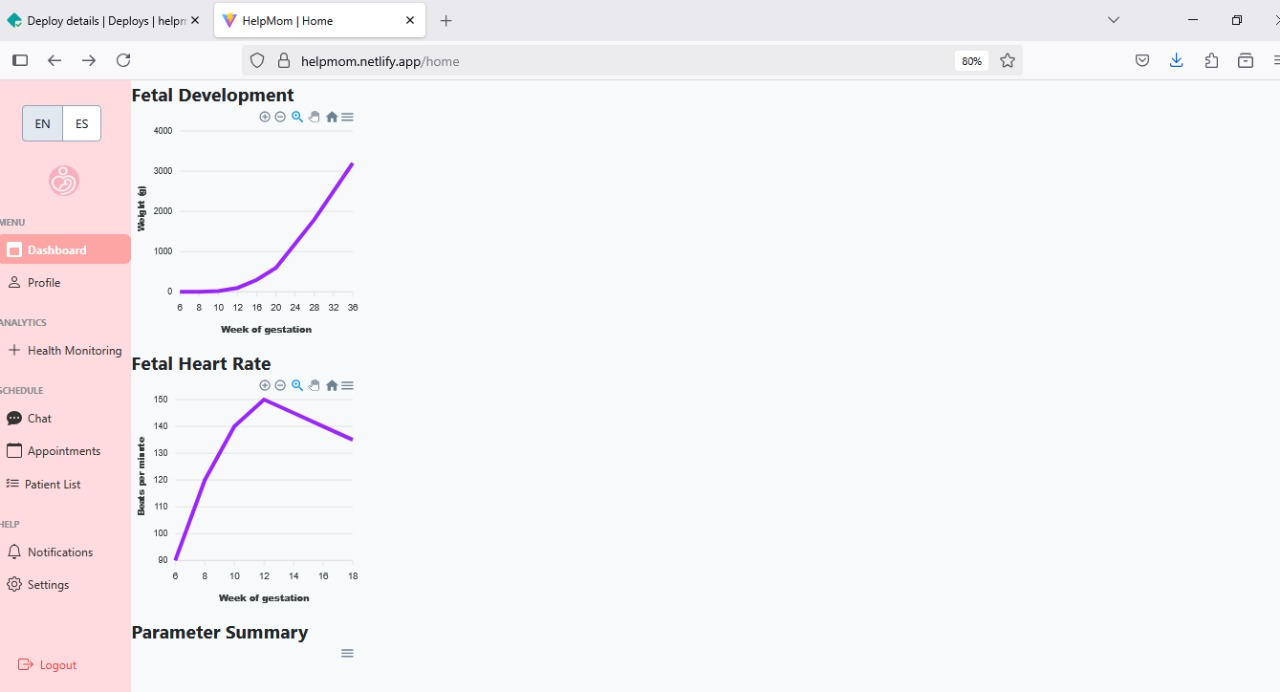 Deploy details | Deploys | helpm
HelpMom | Home
helpmom.netlify.app/home
80%
EN
ES
MENU
Dashboard
Profile
ANALYTICS
Health Monitoring
SCHEDULE
Chat
Appointments
Patient List
HELP
Notifications
Settings
Logout
Fetal Development
4000
3000
2000
1000
0
Weight (g)
6 8 10 12 16 20 24 28 32 36
Week of gestation
Fetal Heart Rate
150
140
130
120
110
100
90
Beats per minute
6 8 10 12 14 16 18
Week of gestation
Parameter Summary